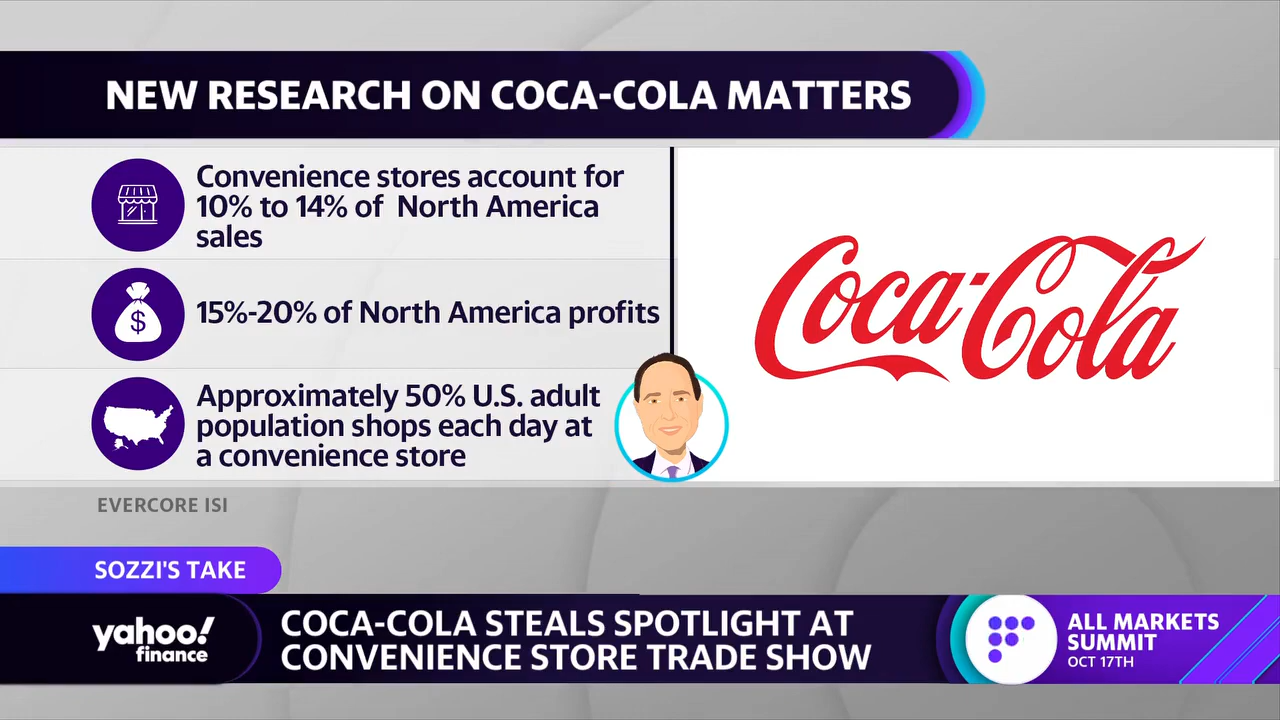 NEW RESEARCH ON COCA-COLA MATTERS
Convenience stores account for
10% to 14% of North America
sales
$
15%-20% of North America profits
Approximately 50% U.S. adult
population shops each day at
a convenience store
Coca-Cola
EVERCORE ISI
SOZZI'S TAKE
yahoo!
finance
COCA-COLA STEALS SPOTLIGHT AT
CONVENIENCE STORE TRADE SHOW
ALL MARKETS
SUMMIT
OCT 17TH